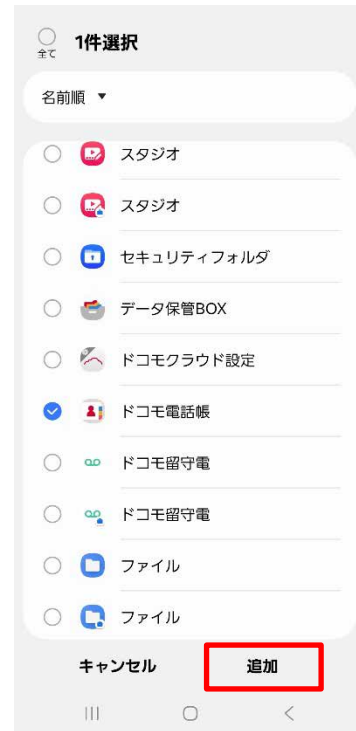 全て
1件選択
名前順 ▼
スタジオ
スタジオ
セキュリティフォルダ
データ保管BOX
ドコモクラウド設定
ドコモ電話帳
ドコモ留守電
ドコモ留守電
ファイル
ファイル
キャンセル 追加